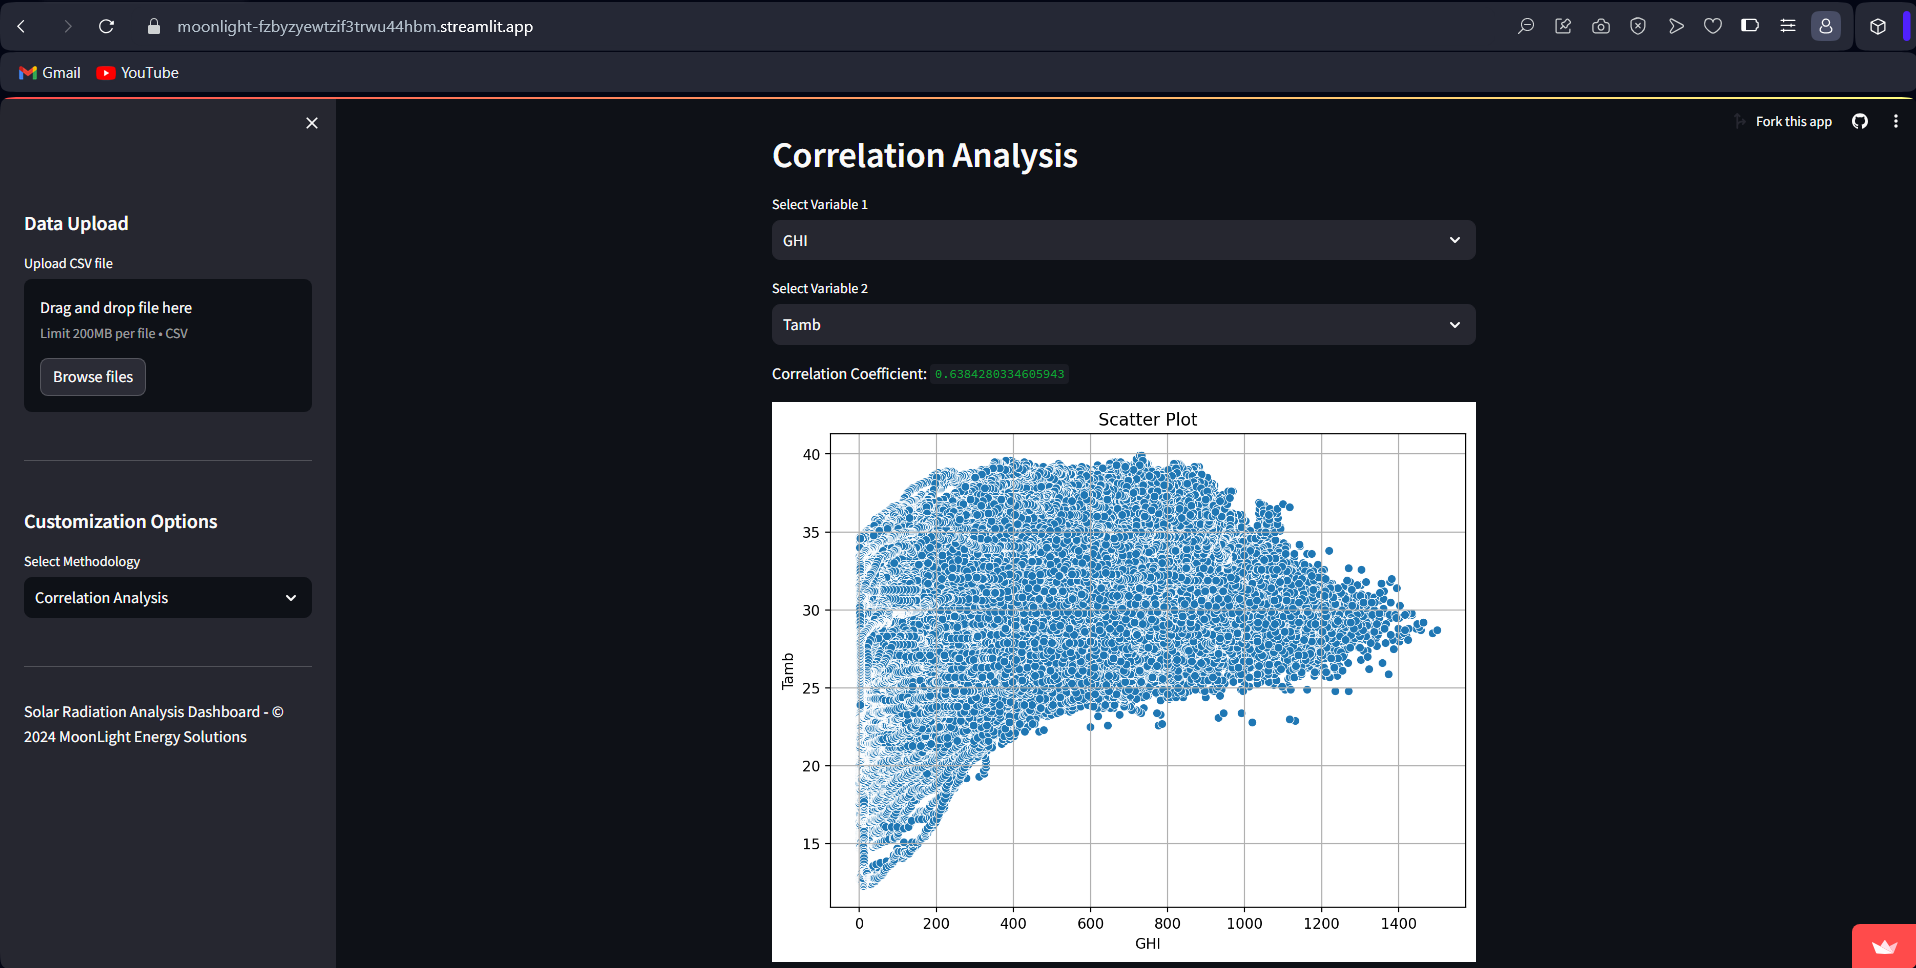 moonlight-fzbyzyewtzif3trwu44hbm.streamlit.app
Gmail YouTube
Fork this app
Data Upload
Upload CSV file
Drag and drop file here
Limit 200MB per file • CSV
Browse files
Customization Options
Select Methodology
Correlation Analysis
Solar Radiation Analysis Dashboard - ©
2024 MoonLight Energy Solutions
Correlation Analysis
Select Variable 1
GHI
Select Variable 2
Tamb
Correlation Coefficient: 0.6384280334605943
Scatter Plot
40
35
30
25
20
15
Tamb
0 200 400 600 800 1000 1200 1400
GHI